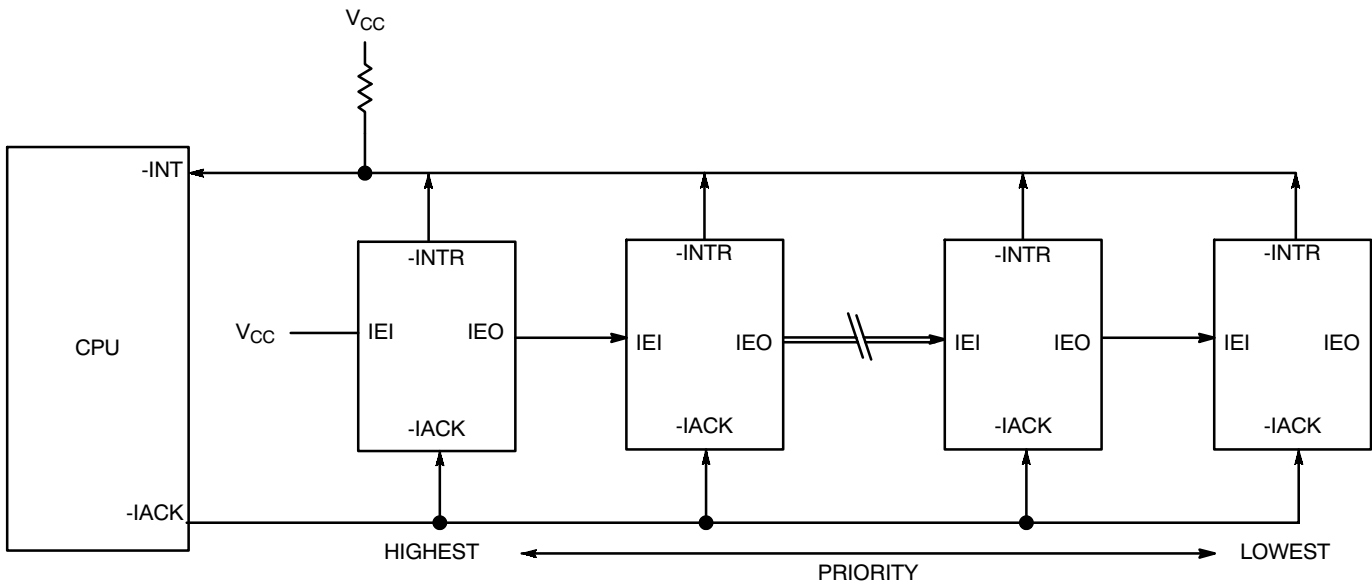 VCC
-INT
-INTR
-INTR
-INTR
-INTR
VCC
IEI
IEO
IEI
IEO
IEI
IEO
IEI
IEO
CPU
-IACK
-IACK
-IACK
-IACK
-IACK
HIGHEST
LOWEST
PRIORITY